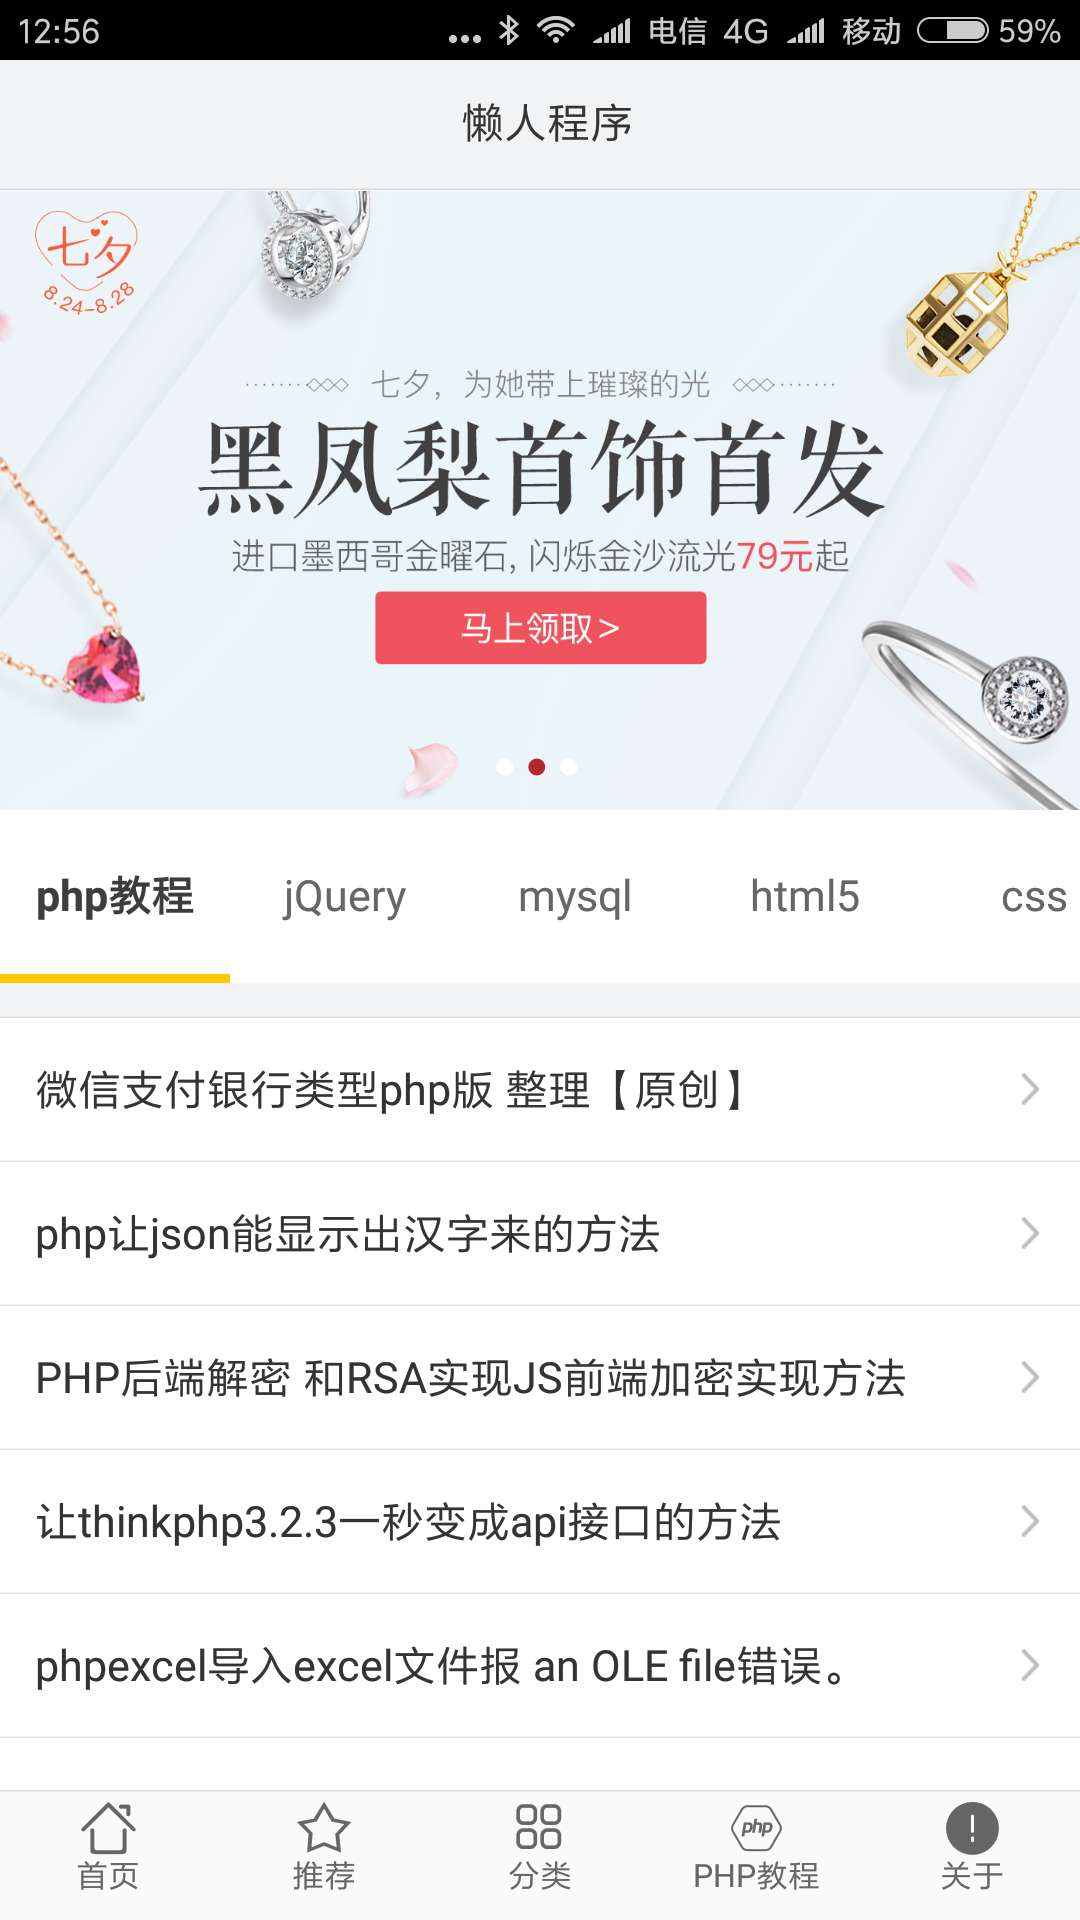 12:56 ... 电信 4G 移动 59%
懒人程序
七夕
8.24-8.28
七夕，为她带上璀璨的光
黑凤梨首饰首发
进口墨西哥金曜石, 闪烁金沙流光79元起
马上领取>
php教程 jQuery mysql html5 css
微信支付银行类型php版 整理【原创】
php让json能显示出汉字来的方法
PHP后端解密 和RSA实现JS前端加密实现方法
让thinkphp3.2.3一秒变成api接口的方法
phpexcel导入excel文件报 an OLE file错误。
php
首页 推荐 分类 PHP教程 关于